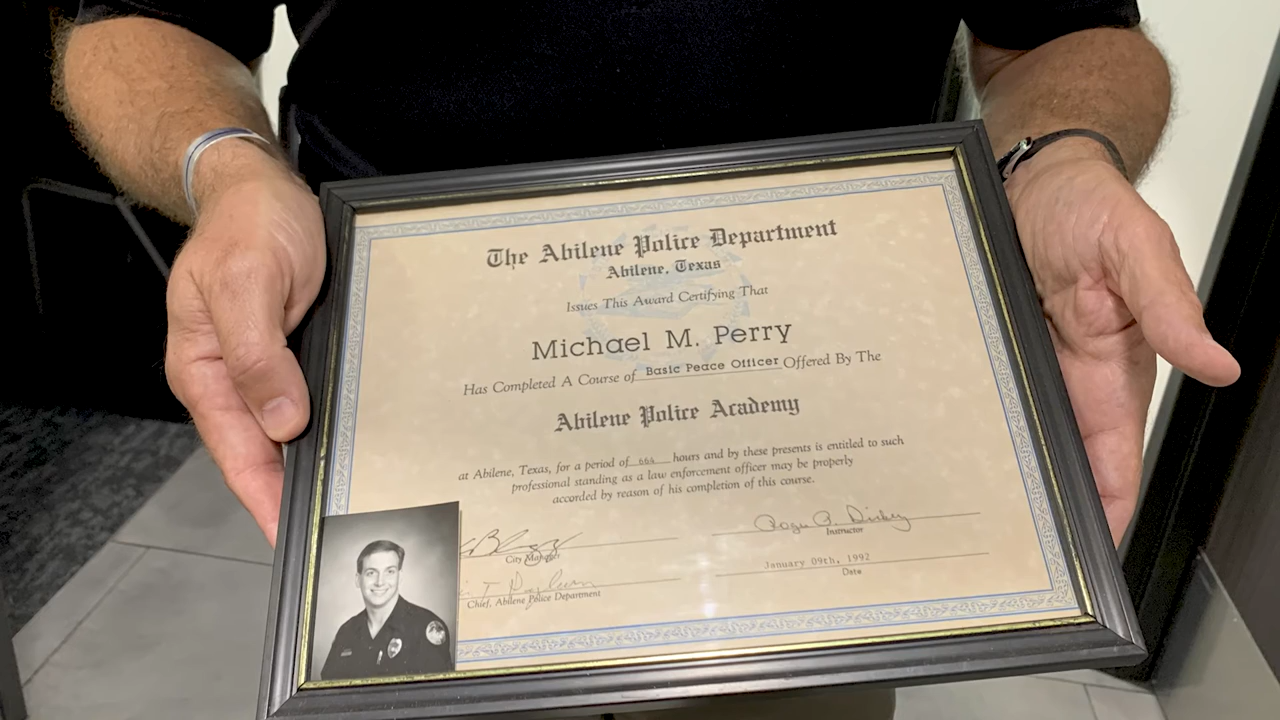 The Abilene Police Department
Abilene, Texas
Issues This Award Certifying That
Michael M. Perry
Has Completed A Course of Basic Peace Officer Offered By The
Abilene Police Academy
at Abilene, Texas, for a period of 664 hours and by these presents is entitled to such
professional standing as a law enforcement officer may be properly
accorded by reason of his completion of this course.
City Manager
Instructor
January 09th, 1992
Chief, Abilene Police Department
Date